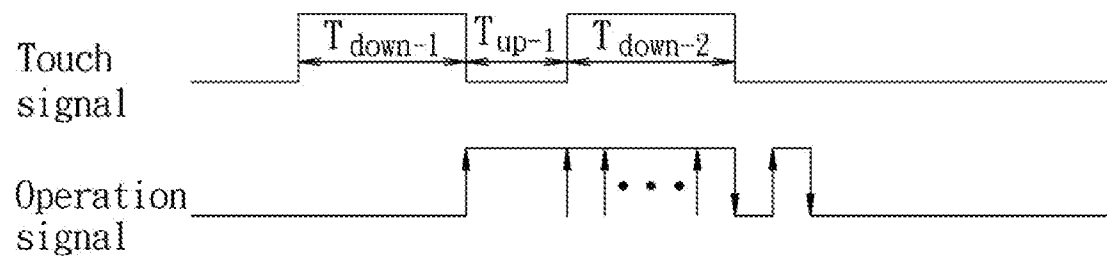 T down-1 T up-1 T down-2
Touch
signal
Operation
signal